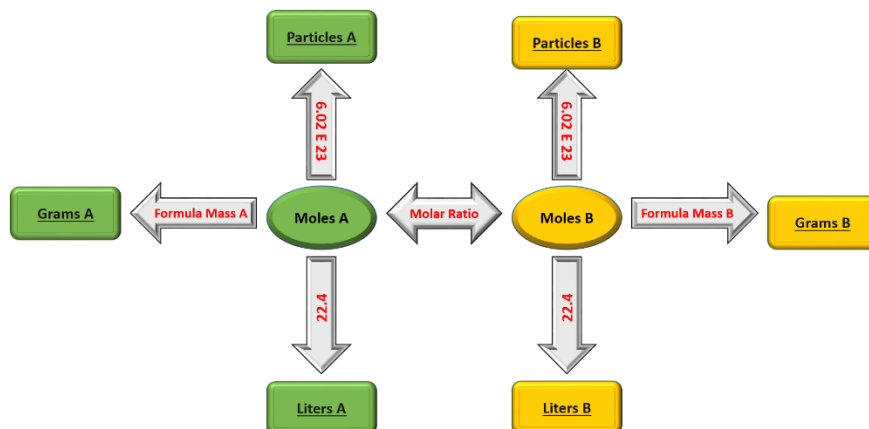 Particles A
Particles B
6.02 E 23
6.02 E 23
Grams A
Formula Mass A
Moles A
Molar Ratio
Moles B
Formula Mass B
Grams B
22.4
22.4
Liters A
Liters B